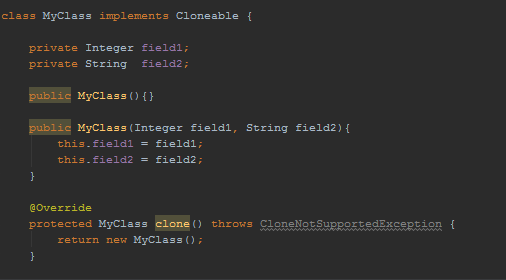 class MyClass implements Cloneable {
private Integer field1;
private String  field2;
public MyClass(){}
public MyClass(Integer field1, String field2){
this.field1 = field1;
this.field2 = field2;
}
@Override
protected MyClass clone() throws CloneNotSupportedException {
return new MyClass();
}